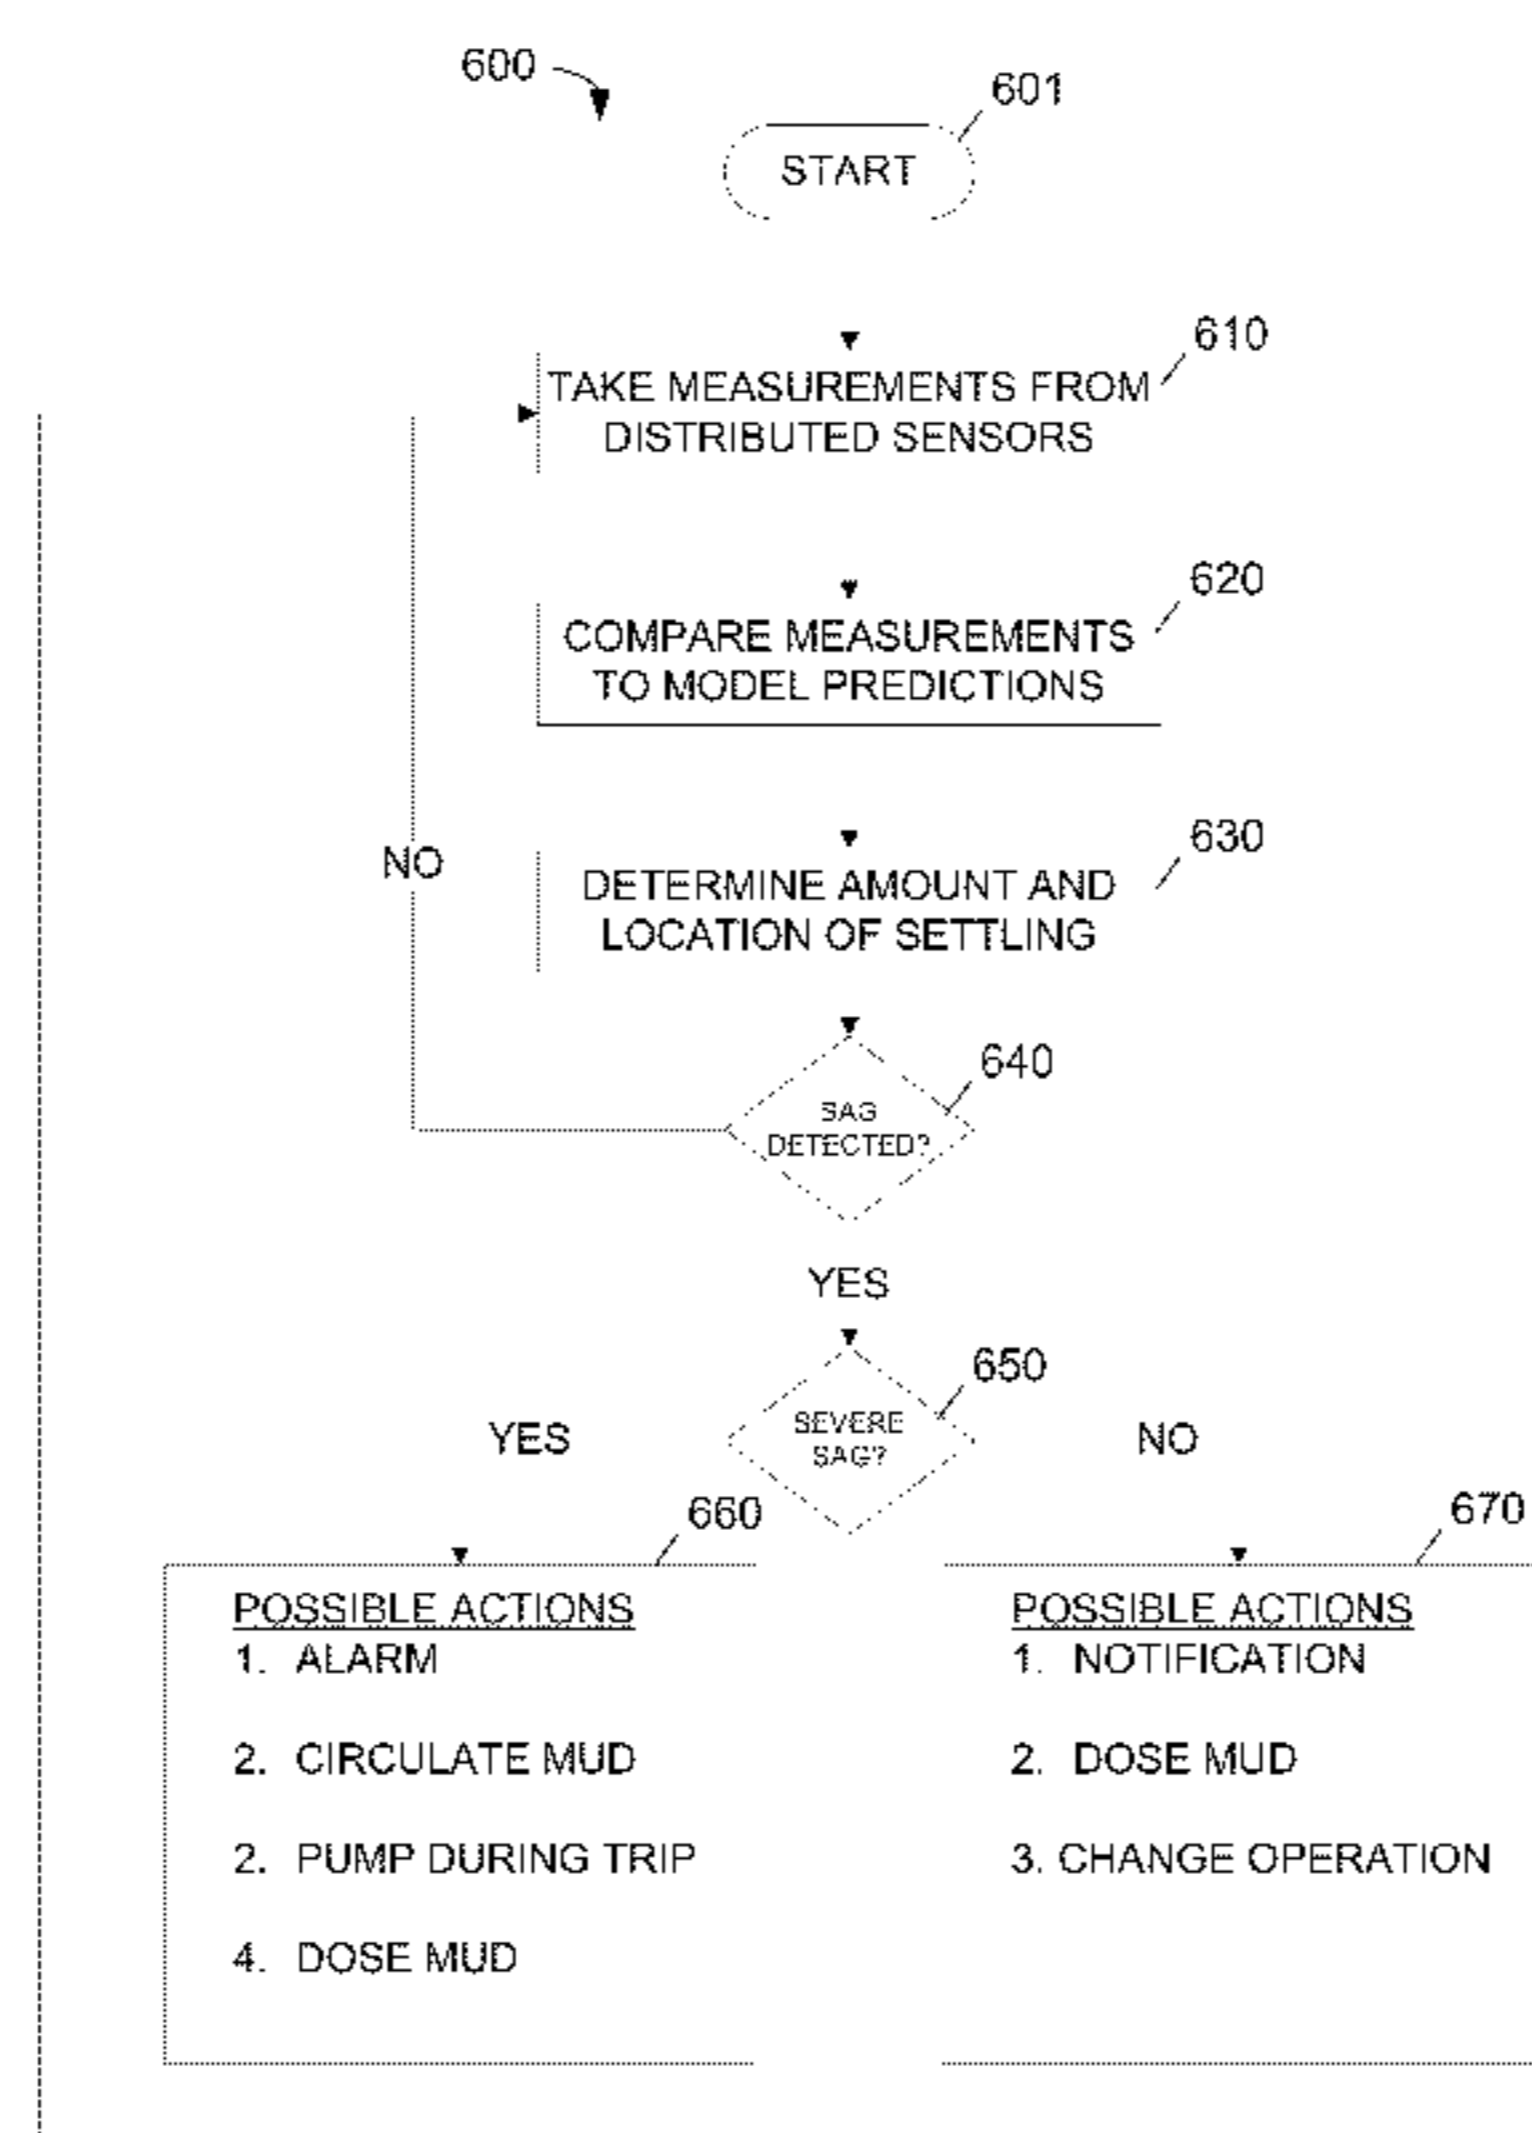 600
601
START
610
TAKE MEASUREMENTS FROM
DISTRIBUTED SENSORS
620
COMPARE MEASUREMENTS
TO MODEL PREDICTIONS
630
NO
DETERMINE AMOUNT AND
LOCATION OF SETTLING
640
SAG
DETECTED?
YES
650
YES
SEVERE
SAG?
NO
660
670
POSSIBLE ACTIONS
1. ALARM
2. CIRCULATE MUD
2. PUMP DURING TRIP
4. DOSE MUD
POSSIBLE ACTIONS
1. NOTIFICATION
2. DOSE MUD
3. CHANGE OPERATION